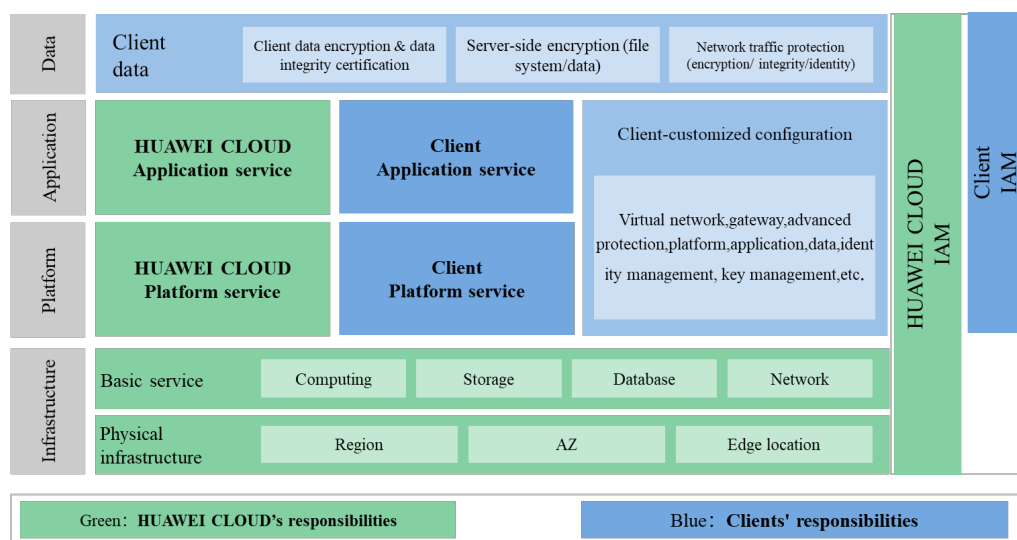 Data
Client
data
Client data encryption & data
integrity certification
Server-side encryption (file
system/data)
Network traffic protection
(encryption/ integrity/identity)
Application
HUAWEI CLOUD
Application service
Client
Application service
Client-customized configuration
Virtual network,gateway,advanced
protection,platform,application,data,ident
ity management, key management,etc.
Platform
HUAWEI CLOUD
Platform service
Client
Platform service
HUAWEI CLOUD
IAM
Client
IAM
Infrastructure
Basic service
Computing
Storage
Database
Network
Physical
infrastructure
Region
AZ
Edge location
Green: HUAWEI CLOUD's responsibilities
Blue: Clients' responsibilities